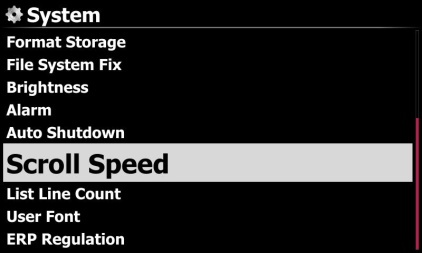 System
Format Storage
File System Fix
Brightness
Alarm
Auto Shutdown
Scroll Speed
List Line Count
User Font
ERP Regulation